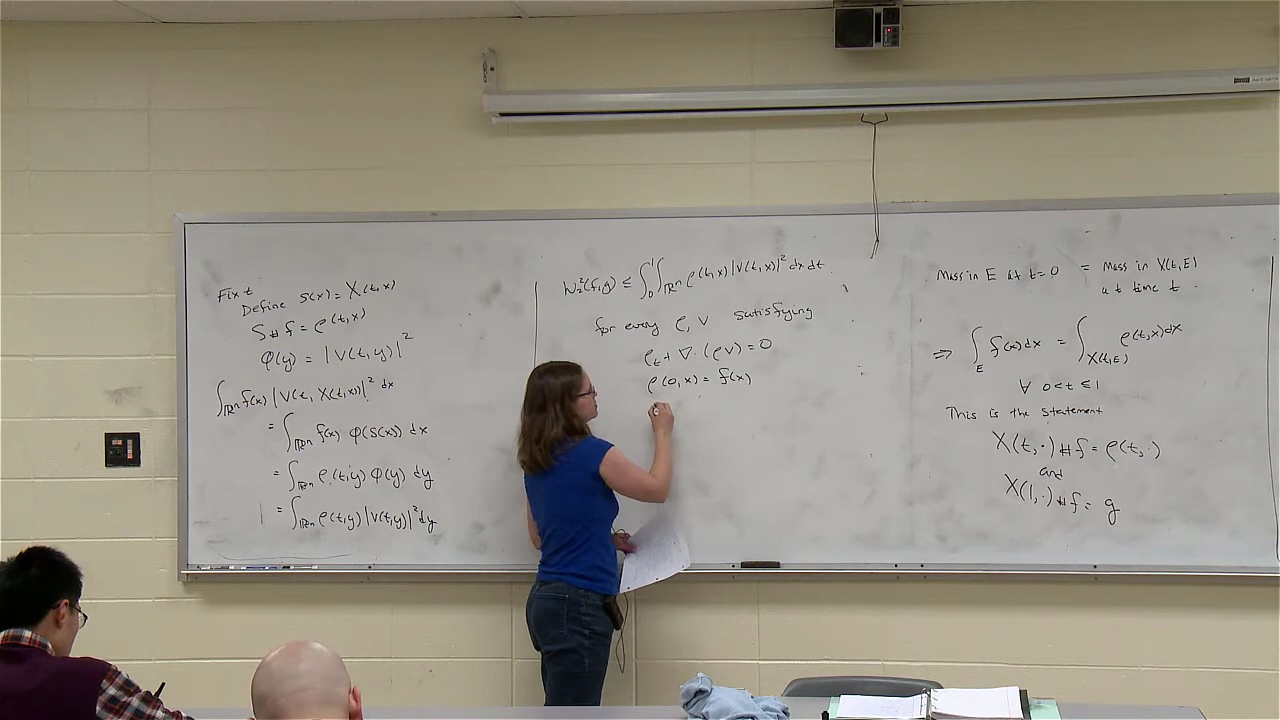 Fix t
Define S(x) = X(t,x)
S # f = ρ(t,x)
φ(y) = |V(t,y)|²
∫_{ℝⁿ} f(x) |V(t, X(t,x))|² dx
= ∫_{ℝⁿ} f(x) φ(S(x)) dx
= ∫_{ℝⁿ} ρ(t,y) φ(y) dy
= ∫_{ℝⁿ} ρ(t,y) |V(t,y)|² dy
W₂²(f,g) ≤ ∫₀¹ ∫_{ℝⁿ} ρ(t,x) |V(t,x)|² dx dt
for every ρ, V satisfying
ρ_t + ∇·(ρV) = 0
ρ(0,x) = f(x)
Mass in E at t=0 = Mass in X(t,E)
at time t.
⇒ ∫_E f(x)dx = ∫_{X(t,E)} ρ(t,x)dx
∀ 0<t≤1
This is the statement
X(t,·)#f = ρ(t,·)
and
X(1,·)#f = g